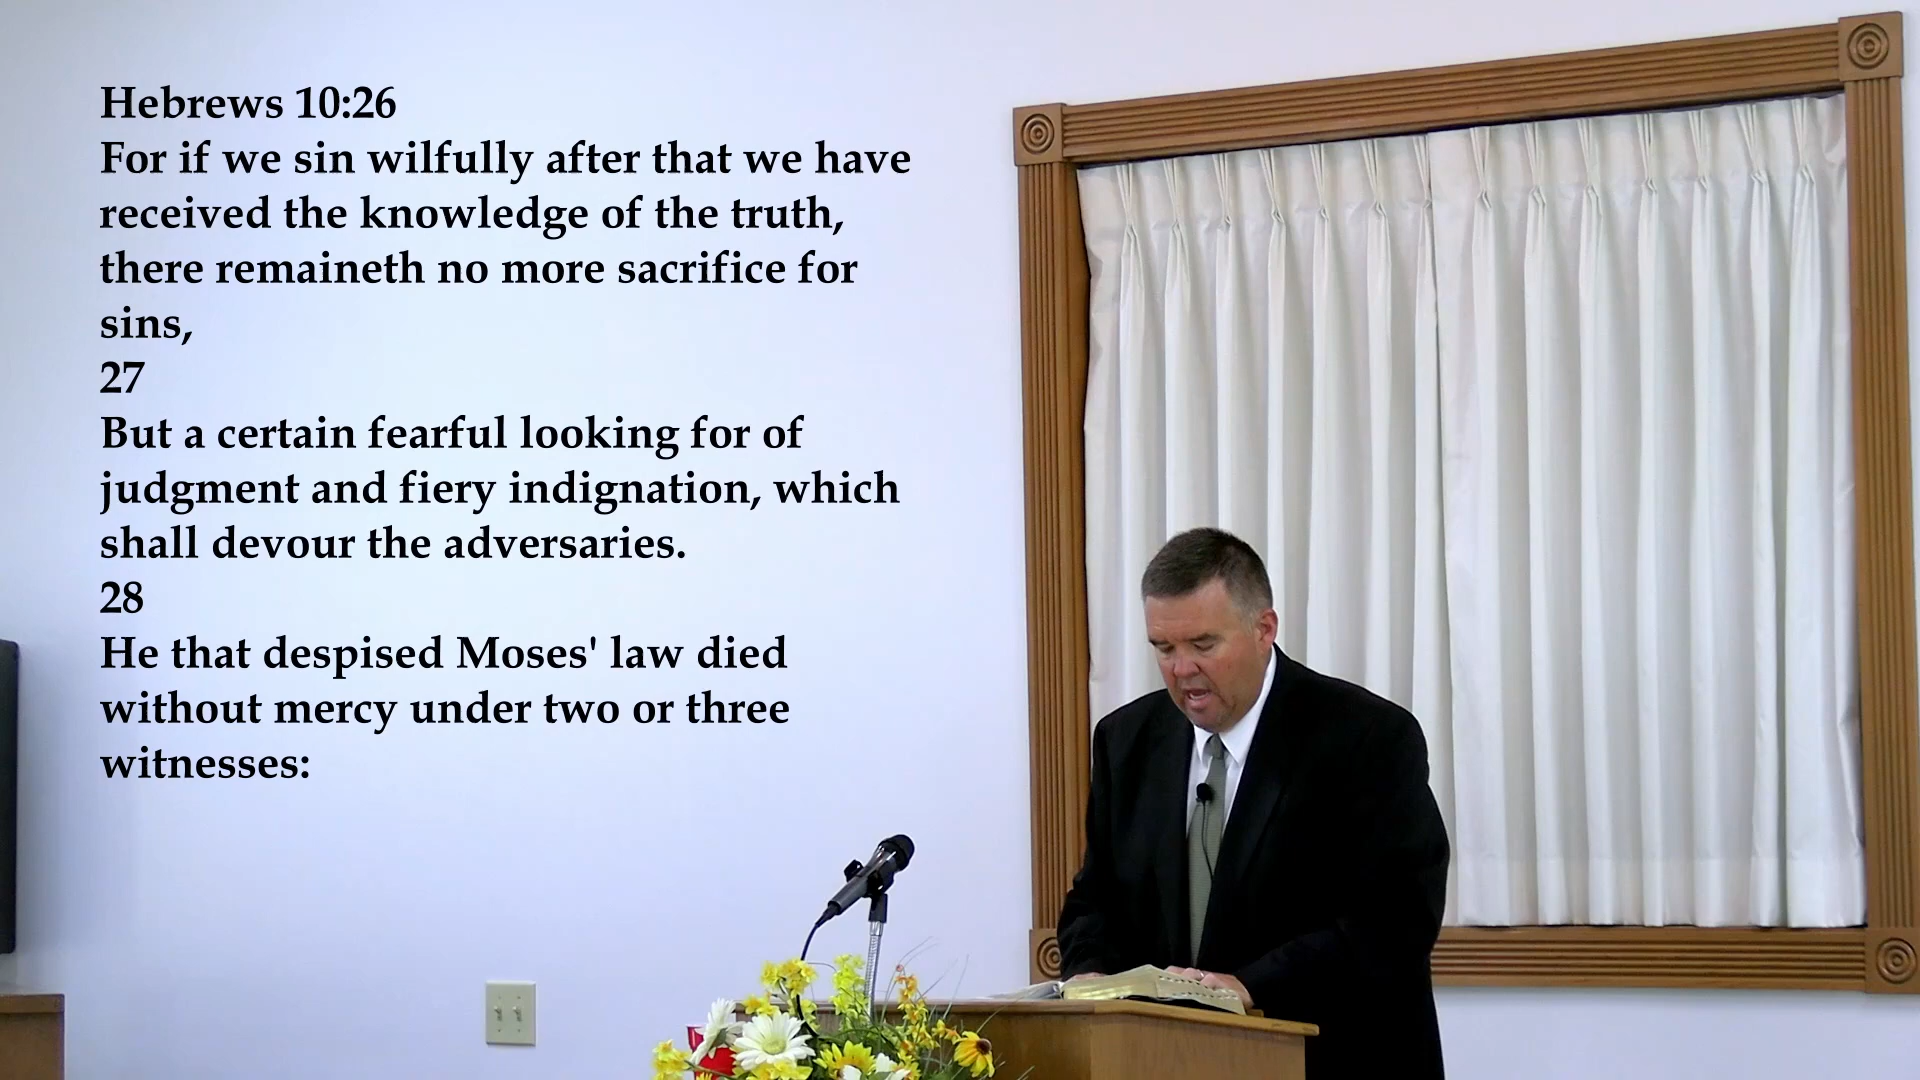 Hebrews 10:26
For if we sin wilfully after that we have
received the knowledge of the truth,
there remaineth no more sacrifice for
sins,
27
But a certain fearful looking for of
judgment and fiery indignation, which
shall devour the adversaries.
28
He that despised Moses' law died
without mercy under two or three
witnesses: